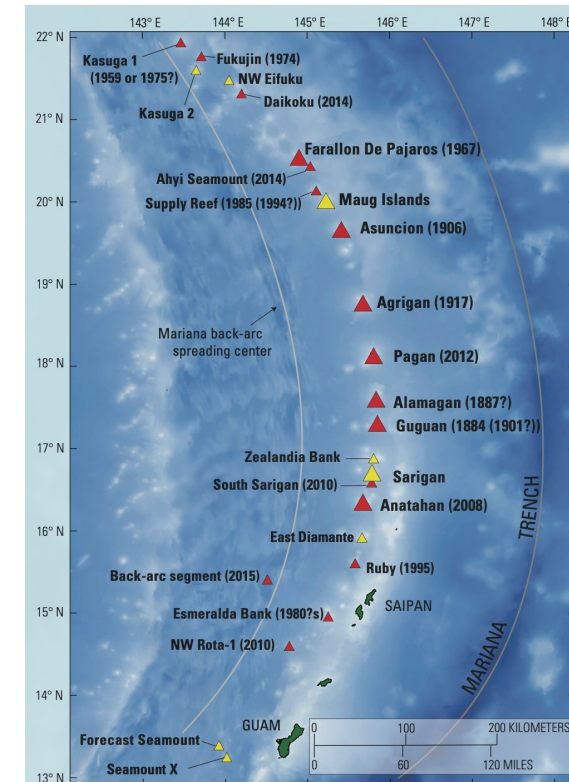 143° E 144° E 145° E 146° E 147° E 148° E
22° N
Kasuga 1
(1959 or 1975?)
Fukujin (1974)
NW Eifuku
Kasuga 2
Daikoku (2014)
21° N
Farallon De Pajaros (1967)
Ahyi Seamount (2014)
Supply Reef (1985 (1994?))
Maug Islands
20° N
Asuncion (1906)
19° N
Agrigan (1917)
Mariana back-arc
spreading center
Pagan (2012)
18° N
Alamagan (1887?)
Guguan (1884 (1901?))
17° N
Zealandia Bank
Sarigan
South Sarigan (2010)
Anatahan (2008)
TRENCH
16° N
East Diamante
Ruby (1995)
Back-arc segment (2015)
SAIPAN
15° N
Esmeralda Bank (1980?s)
NW Rota-1 (2010)
MARIANA
14° N
GUAM
Forecast Seamount
Seamount X
0 100 200 KILOMETERS
0 60 120 MILES
13° N